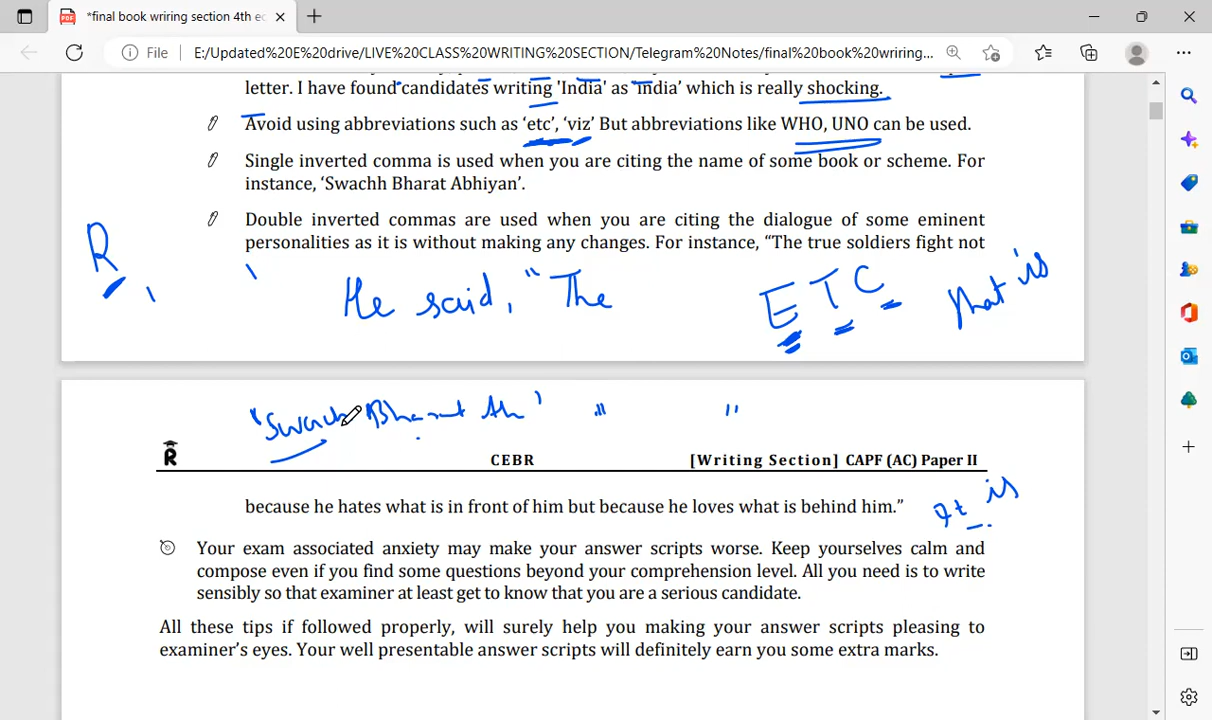 *final book wriring section 4th ec
File
E:/Updated%20E%20drive/LIVE%20CLASS%20WRITING%20SECTION/Telegram%20Notes/final%20book%20wriring...
letter. I have found candidates writing 'India' as 'india' which is really shocking.
Avoid using abbreviations such as ‘etc’, ‘viz’ But abbreviations like WHO, UNO can be used.
Single inverted comma is used when you are citing the name of some book or scheme. For
instance, ‘Swachh Bharat Abhiyan’.
Double inverted commas are used when you are citing the dialogue of some eminent
personalities as it is without making any changes. For instance, “The true soldiers fight not
R
He said, "The
E T C
that is
'Swachh Bharat Ah' " "
R
CEBR
[Writing Section] CAPF (AC) Paper II
because he hates what is in front of him but because he loves what is behind him.”
It is
Your exam associated anxiety may make your answer scripts worse. Keep yourselves calm and
compose even if you find some questions beyond your comprehension level. All you need is to write
sensibly so that examiner at least get to know that you are a serious candidate.
All these tips if followed properly, will surely help you making your answer scripts pleasing to
examiner’s eyes. Your well presentable answer scripts will definitely earn you some extra marks.